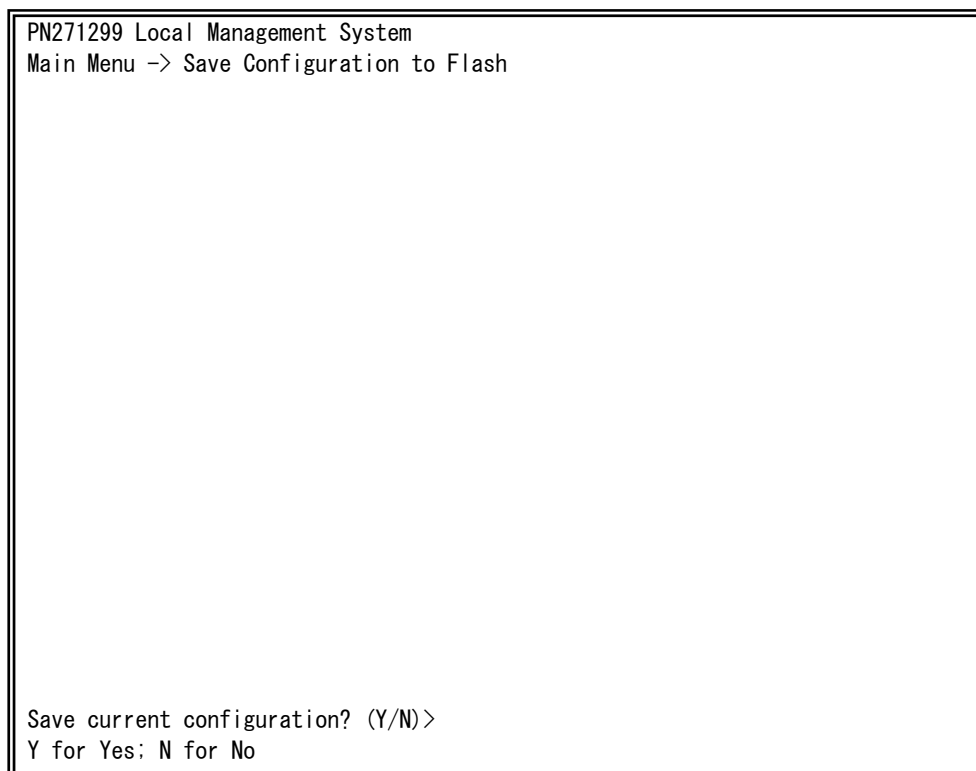 PN271299 Local Management System
Main Menu -> Save Configuration to Flash
Save current configuration? (Y/N)>
Y for Yes; N for No